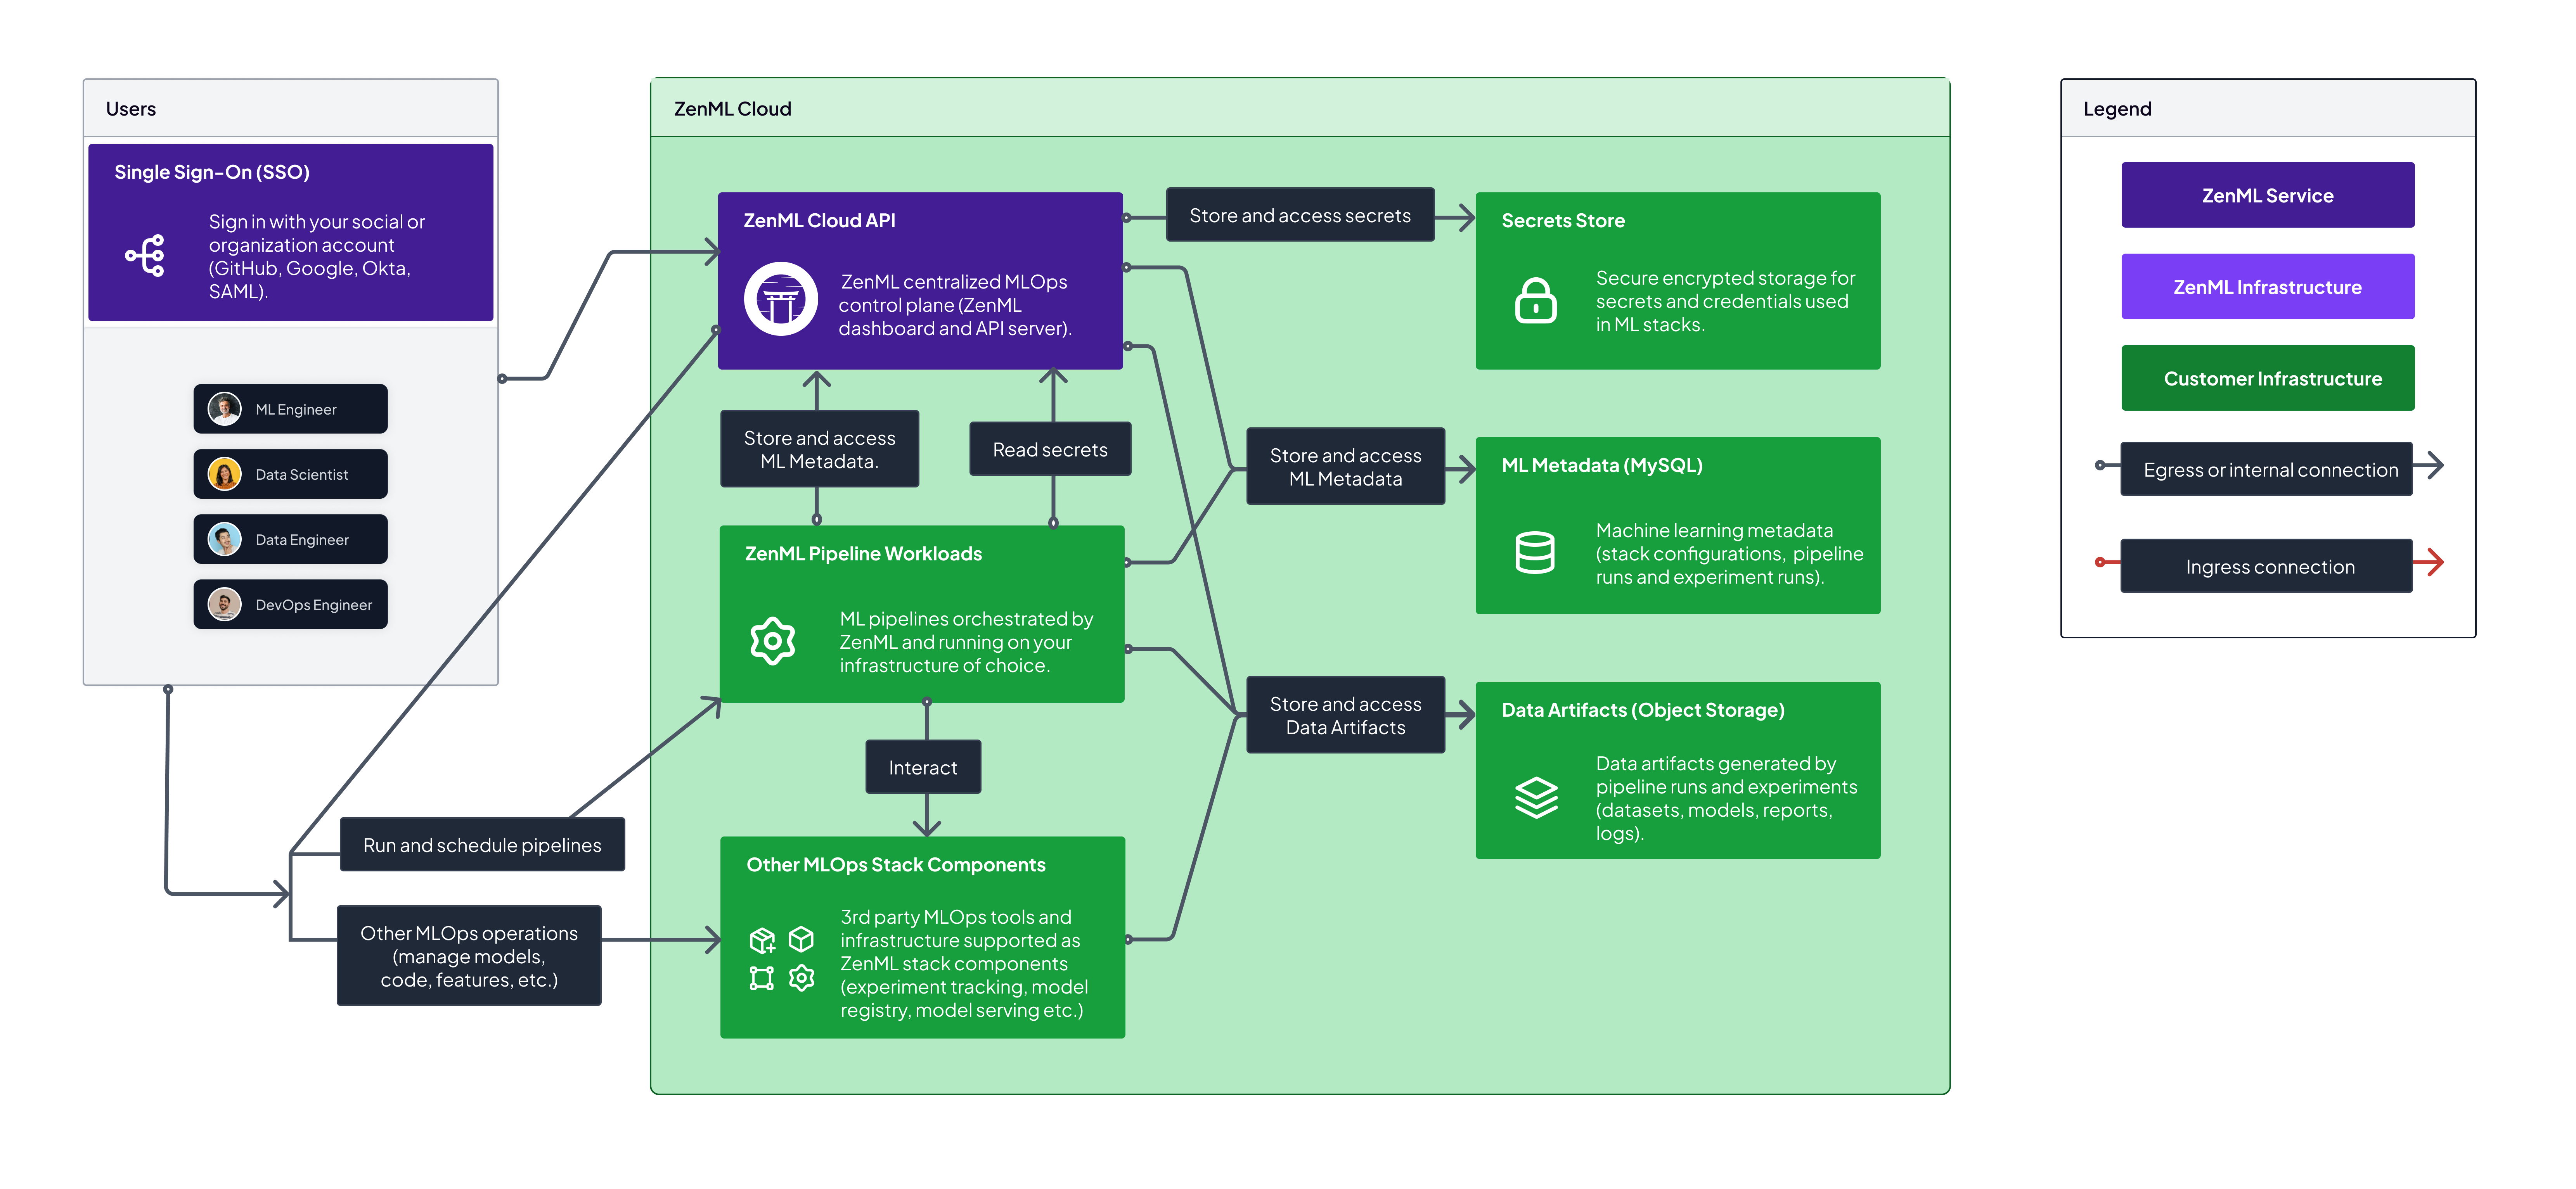 Users
Single Sign-On (SSO)
Sign in with your social or
organization account
(GitHub, Google, Okta,
SAML).
ML Engineer
Data Scientist
Data Engineer
DevOps Engineer
Run and schedule pipelines
Other MLOps operations
(manage models,
code, features, etc.)
ZenML Cloud
ZenML Cloud API
ZenML centralized MLOps
control plane (ZenML
dashboard and API server).
Store and access
ML Metadata.
Read secrets
ZenML Pipeline Workloads
ML pipelines orchestrated by
ZenML and running on your
infrastructure of choice.
Interact
Other MLOps Stack Components
3rd party MLOps tools and
infrastructure supported as
ZenML stack components
(experiment tracking, model
registry, model serving etc.)
Store and access secrets
Store and access
ML Metadata
Store and access
Data Artifacts
Secrets Store
Secure encrypted storage for
secrets and credentials used
in ML stacks.
ML Metadata (MySQL)
Machine learning metadata
(stack configurations, pipeline
runs and experiment runs).
Data Artifacts (Object Storage)
Data artifacts generated by
pipeline runs and experiments
(datasets, models, reports,
logs).
Legend
ZenML Service
ZenML Infrastructure
Customer Infrastructure
Egress or internal connection
Ingress connection